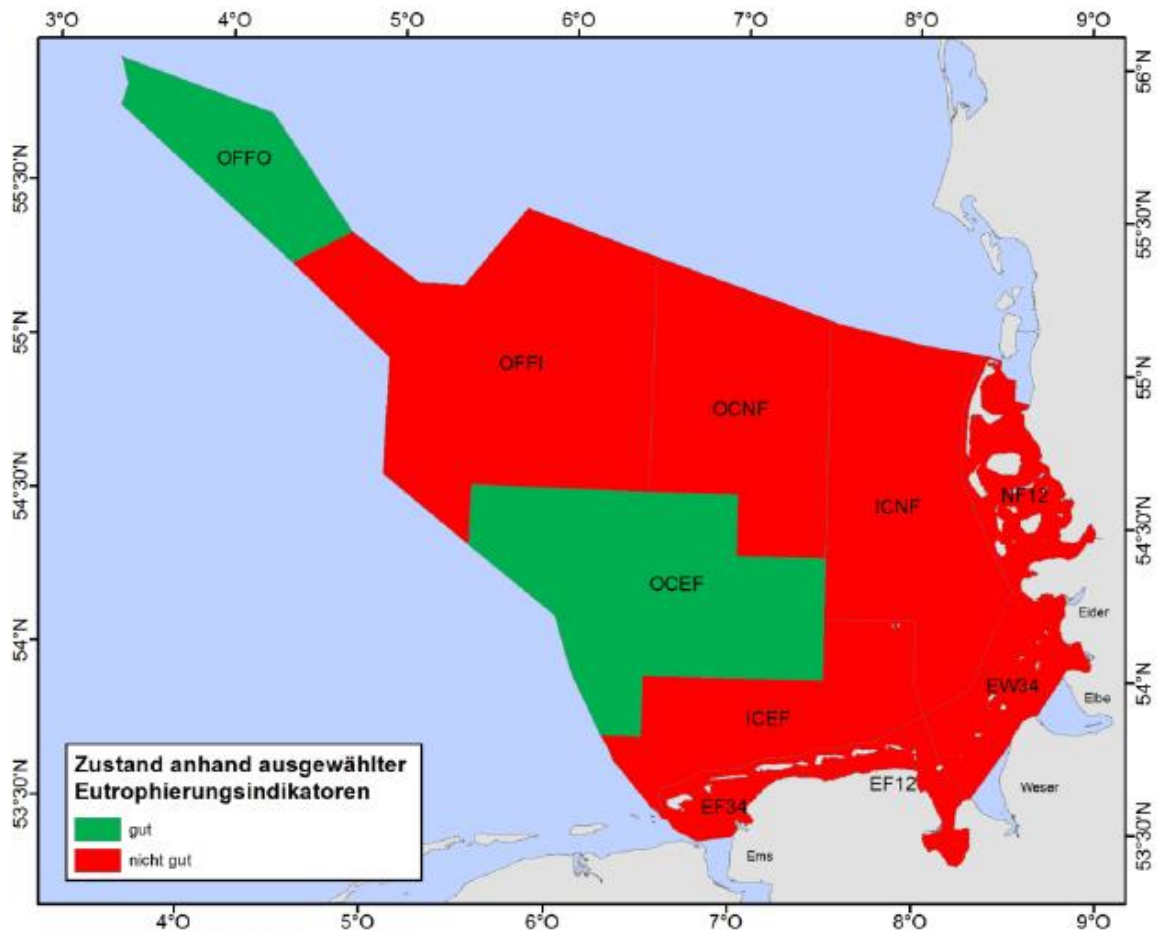 3°O 4°O 5°O 6°O 7°O 8°O 9°O
56°N
55°30'N
55°30'N
55°N
55°N
54°30'N
54°30'N
54°N
54°N
53°30'N
53°30'N
OFFO
OFFI
OCNF
ICNF
NF12
OCEF
Eider
EW34
Elbe
ICEF
EF12
Weser
EF34
Ems
Zustand anhand ausgewählter
Eutrophierungsindikatoren
gut
nicht gut
4°O 5°O 6°O 7°O 8°O 9°O